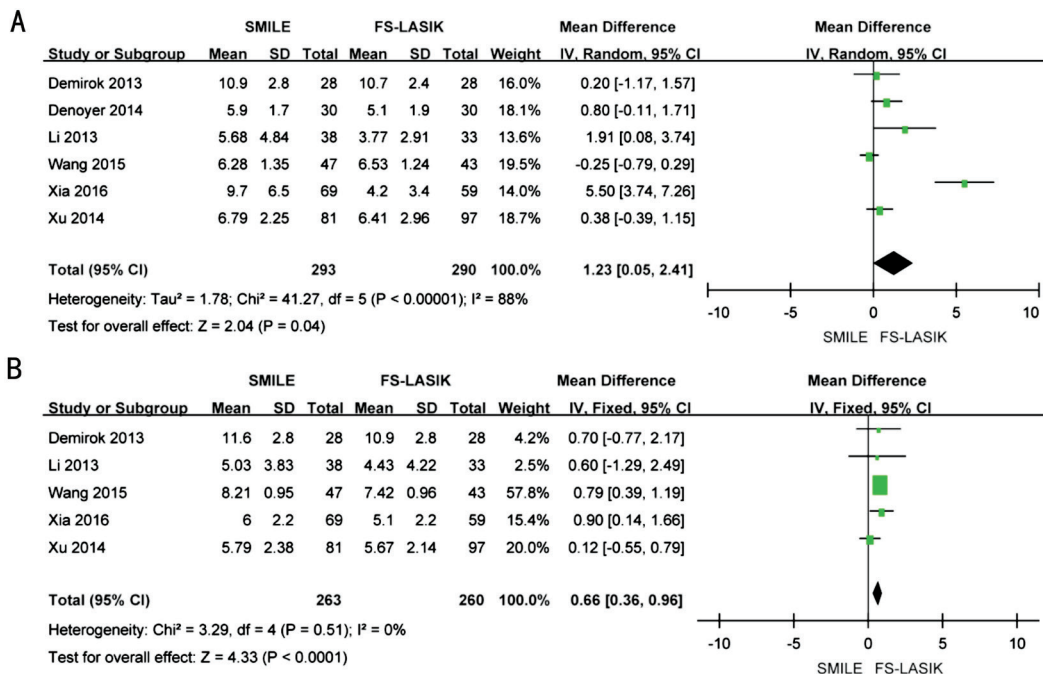 A
SMILE FS-LASIK Mean Difference Mean Difference
Study or Subgroup Mean SD Total Mean SD Total Weight IV, Random, 95% CI IV, Random, 95% CI
Demirok 2013 10.9 2.8 28 10.7 2.4 28 16.0% 0.20 [-1.17, 1.57]
Denoyer 2014 5.9 1.7 30 5.1 1.9 30 18.1% 0.80 [-0.11, 1.71]
Li 2013 5.68 4.84 38 3.77 2.91 33 13.6% 1.91 [0.08, 3.74]
Wang 2015 6.28 1.35 47 6.53 1.24 43 19.5% -0.25 [-0.79, 0.29]
Xia 2016 9.7 6.5 69 4.2 3.4 59 14.0% 5.50 [3.74, 7.26]
Xu 2014 6.79 2.25 81 6.41 2.96 97 18.7% 0.38 [-0.39, 1.15]
Total (95% CI) 293 290 100.0% 1.23 [0.05, 2.41]
Heterogeneity: Tau² = 1.78; Chi² = 41.27, df = 5 (P < 0.00001); I² = 88%
Test for overall effect: Z = 2.04 (P = 0.04)
-10 -5 0 5 10
SMILE FS-LASIK
B
SMILE FS-LASIK Mean Difference Mean Difference
Study or Subgroup Mean SD Total Mean SD Total Weight IV, Fixed, 95% CI IV, Fixed, 95% CI
Demirok 2013 11.6 2.8 28 10.9 2.8 28 4.2% 0.70 [-0.77, 2.17]
Li 2013 5.03 3.83 38 4.43 4.22 33 2.5% 0.60 [-1.29, 2.49]
Wang 2015 8.21 0.95 47 7.42 0.96 43 57.8% 0.79 [0.39, 1.19]
Xia 2016 6 2.2 69 5.1 2.2 59 15.4% 0.90 [0.14, 1.66]
Xu 2014 5.79 2.38 81 5.67 2.14 97 20.0% 0.12 [-0.55, 0.79]
Total (95% CI) 263 260 100.0% 0.66 [0.36, 0.96]
Heterogeneity: Chi² = 3.29, df = 4 (P = 0.51); I² = 0%
Test for overall effect: Z = 4.33 (P < 0.0001)
-10 -5 0 5 10
SMILE FS-LASIK